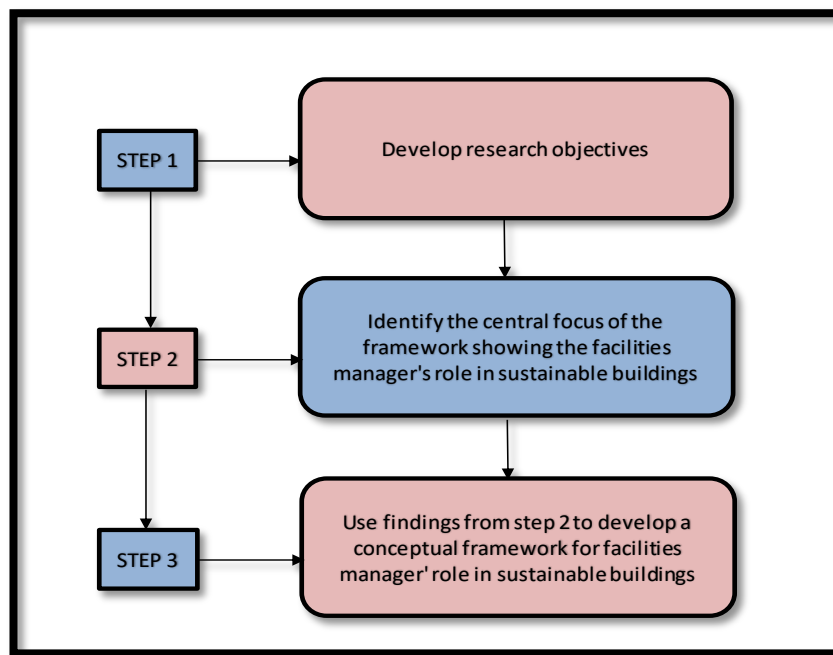 STEP 1
Develop research objectives
STEP 2
Identify the central focus of the
framework showing the facilities
manager's role in sustainable buildings
STEP 3
Use findings from step 2 to develop a
conceptual framework for facilities
manager' role in sustainable buildings